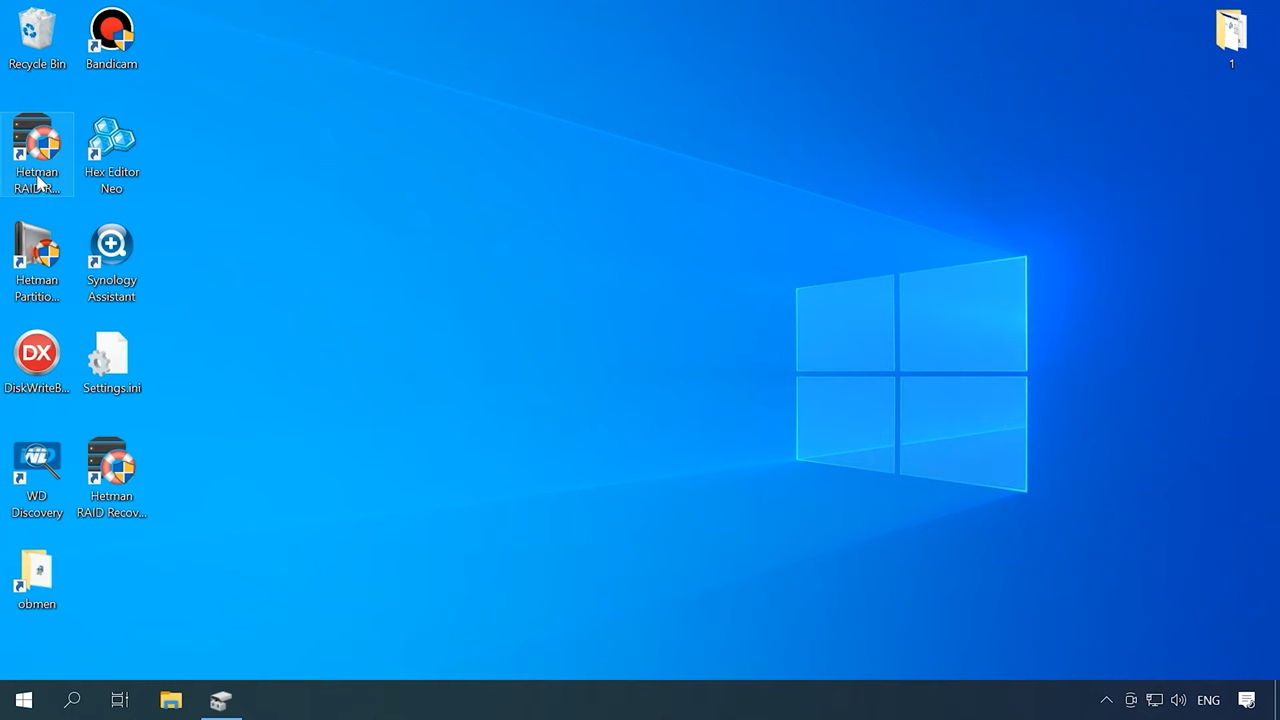 Recycle Bin
Bandicam
1
Hetman
RAID R...
Hex Editor
Neo
Hetman
Partitio...
Synology
Assistant
DX
DiskWriteB...
Settings.ini
WD
Discovery
Hetman
RAID Recov...
obmen
ENG